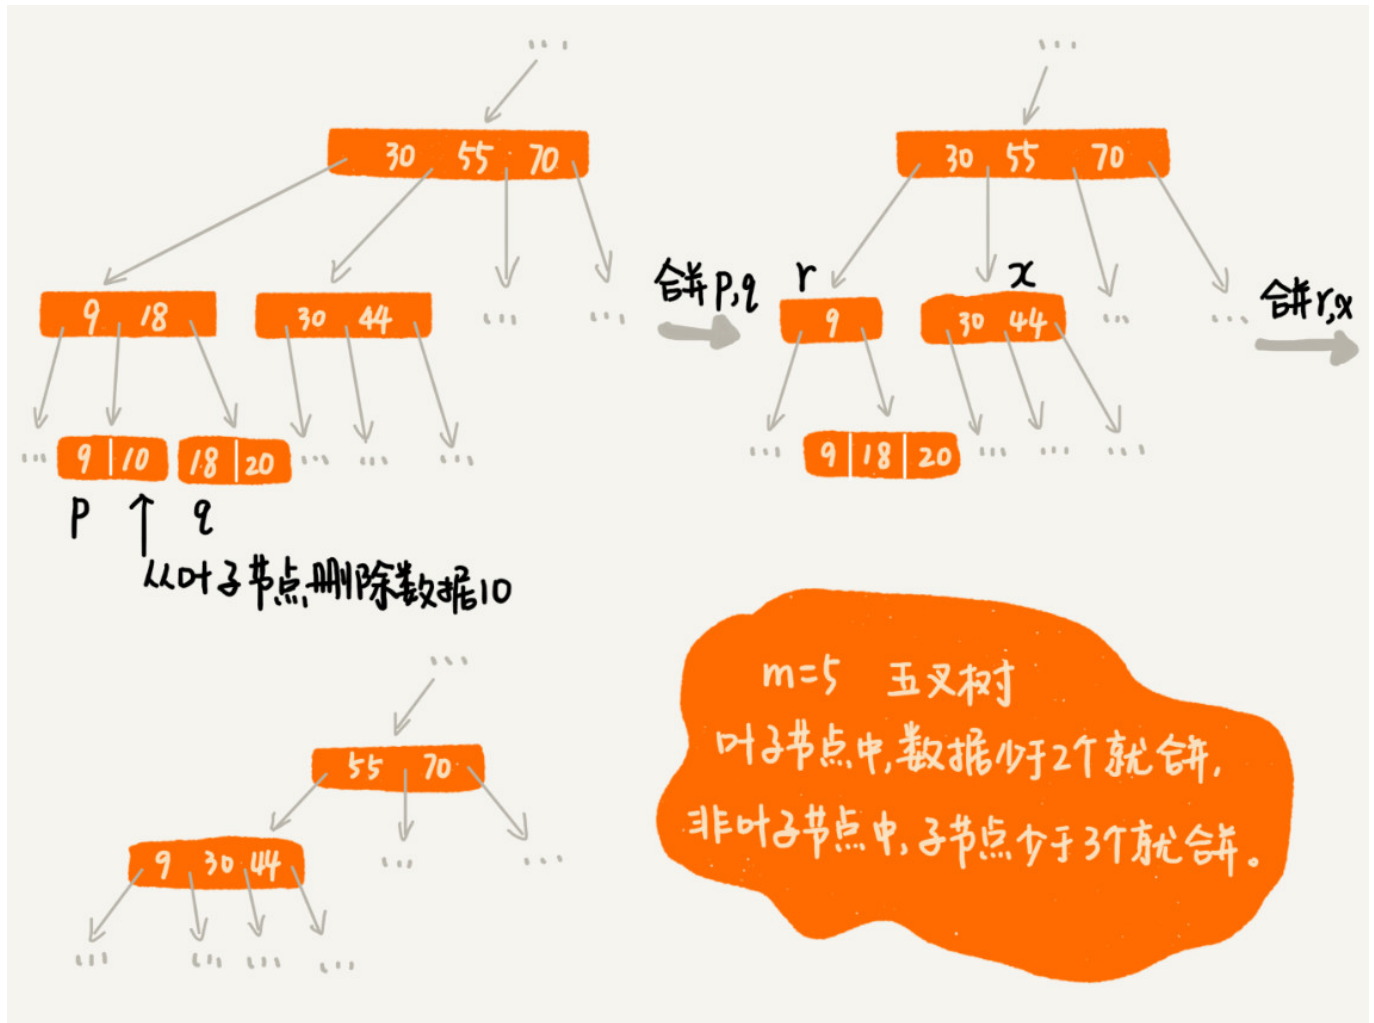 ...
30 55 70
9 18
30 44
...
...
... 9 10 18 20 ... ... ...
p q
从叶子节点删除数据10
合并p,q
...
30 55 70
r x
9
30 44
...
...
... 9 18 20 ... ... ...
合并r,x
...
55 70
9 30 44
...
...
... ... ... ...
m=5 五叉树
叶子节点中,数据少于2个就合并,
非叶子节点中,子节点少于3个就合并。